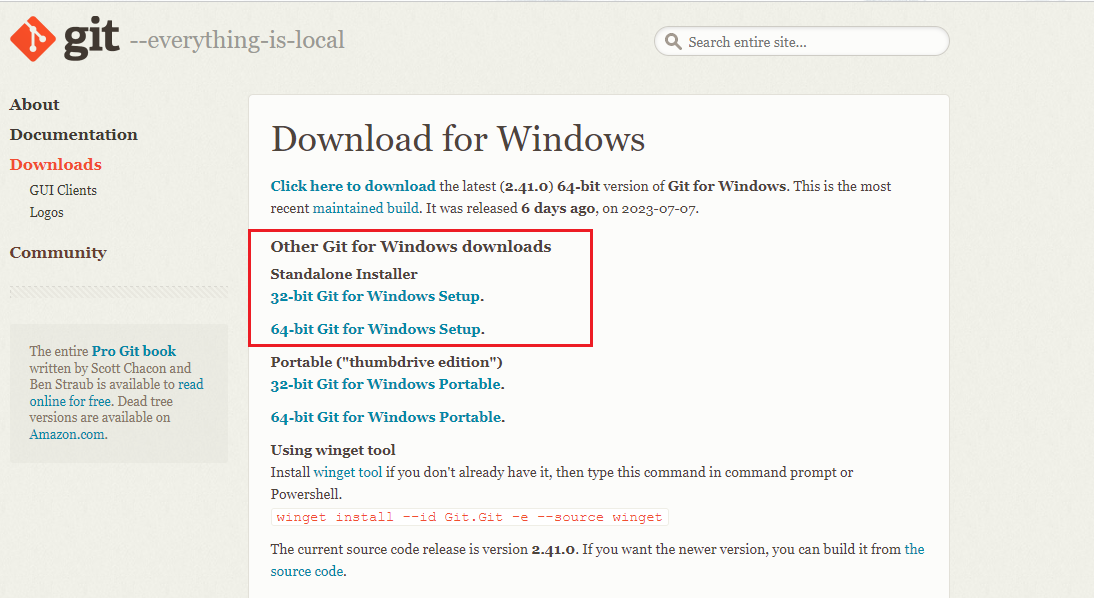 git --everything-is-local
Search entire site...
About
Documentation
Downloads
GUI Clients
Logos
Community
The entire Pro Git book
written by Scott Chacon and
Ben Straub is available to read
online for free. Dead tree
versions are available on
Amazon.com.
Download for Windows
Click here to download the latest (2.41.0) 64-bit version of Git for Windows. This is the most
recent maintained build. It was released 6 days ago, on 2023-07-07.
Other Git for Windows downloads
Standalone Installer
32-bit Git for Windows Setup.
64-bit Git for Windows Setup.
Portable ("thumbdrive edition")
32-bit Git for Windows Portable.
64-bit Git for Windows Portable.
Using winget tool
Install winget tool if you don't already have it, then type this command in command prompt or
Powershell.
winget install --id Git.Git -e --source winget
The current source code release is version 2.41.0. If you want the newer version, you can build it from the
source code.